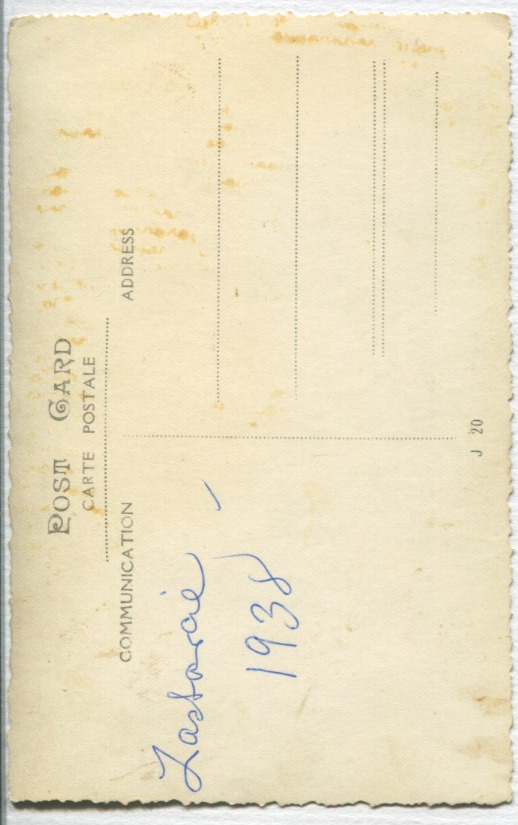 POST CARD
CARTE POSTALE
COMMUNICATION
ADDRESS
1938
J 20